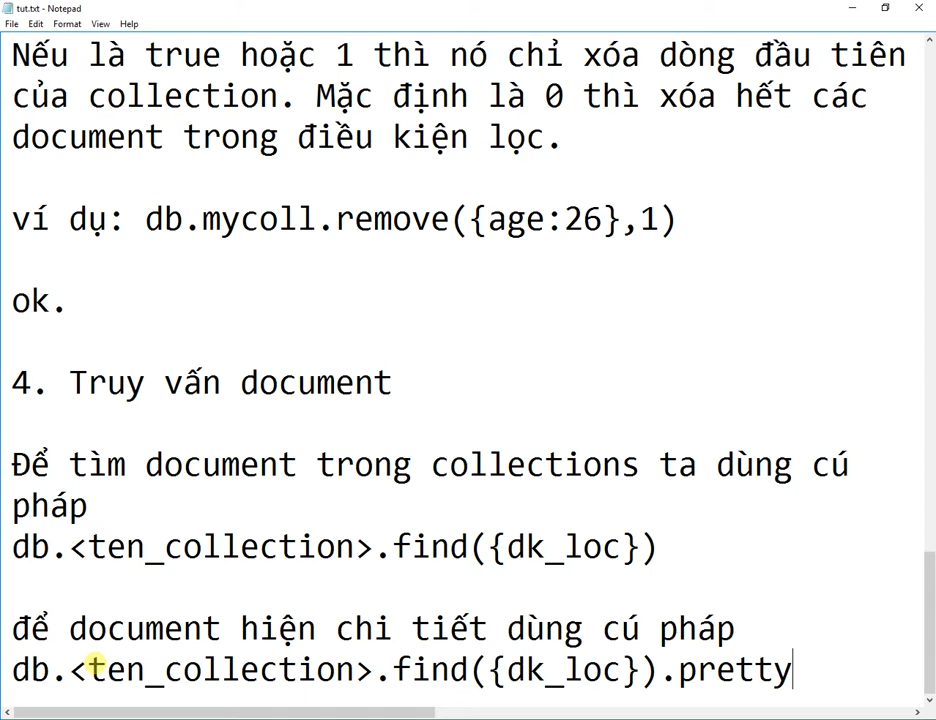 tut.txt - Notepad
File Edit Format View Help
Nếu là true hoặc 1 thì nó chỉ xóa dòng đầu tiên
của collection. Mặc định là 0 thì xóa hết các
document trong điều kiện lọc.
ví dụ: db.mycoll.remove({age:26},1)
ok.
4. Truy vấn document
Để tìm document trong collections ta dùng cú
pháp
db.<ten_collection>.find({dk_loc})
để document hiện chi tiết dùng cú pháp
db.<ten_collection>.find({dk_loc}).pretty